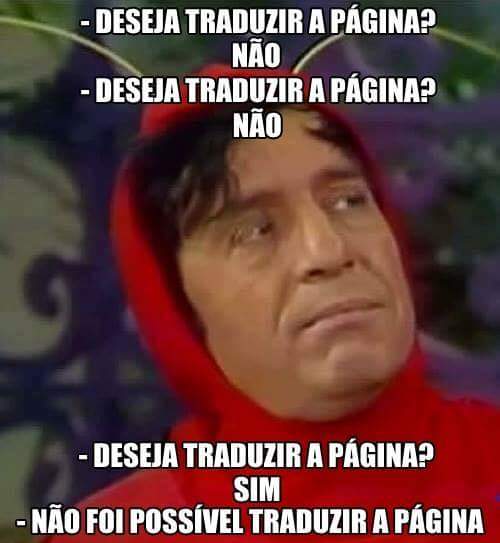 - DESEJA TRADUZIR A PÁGINA?
NÃO
- DESEJA TRADUZIR A PÁGINA?
NÃO
- DESEJA TRADUZIR A PÁGINA?
SIM
- NÃO FOI POSSÍVEL TRADUZIR A PÁGINA